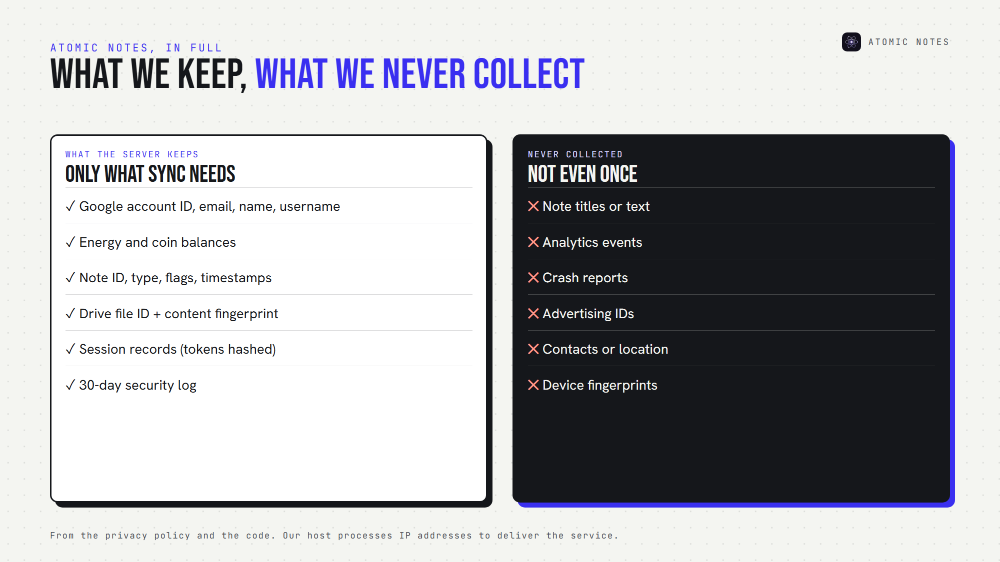 ATOMIC NOTES, IN FULL
ATOMIC NOTES
WHAT WE KEEP, WHAT WE NEVER COLLECT
WHAT THE SERVER KEEPS
ONLY WHAT SYNC NEEDS
✓ Google account ID, email, name, username
✓ Energy and coin balances
✓ Note ID, type, flags, timestamps
✓ Drive file ID + content fingerprint
✓ Session records (tokens hashed)
✓ 30-day security log
NEVER COLLECTED
NOT EVEN ONCE
✕ Note titles or text
✕ Analytics events
✕ Crash reports
✕ Advertising IDs
✕ Contacts or location
✕ Device fingerprints
From the privacy policy and the code. Our host processes IP addresses to deliver the service.